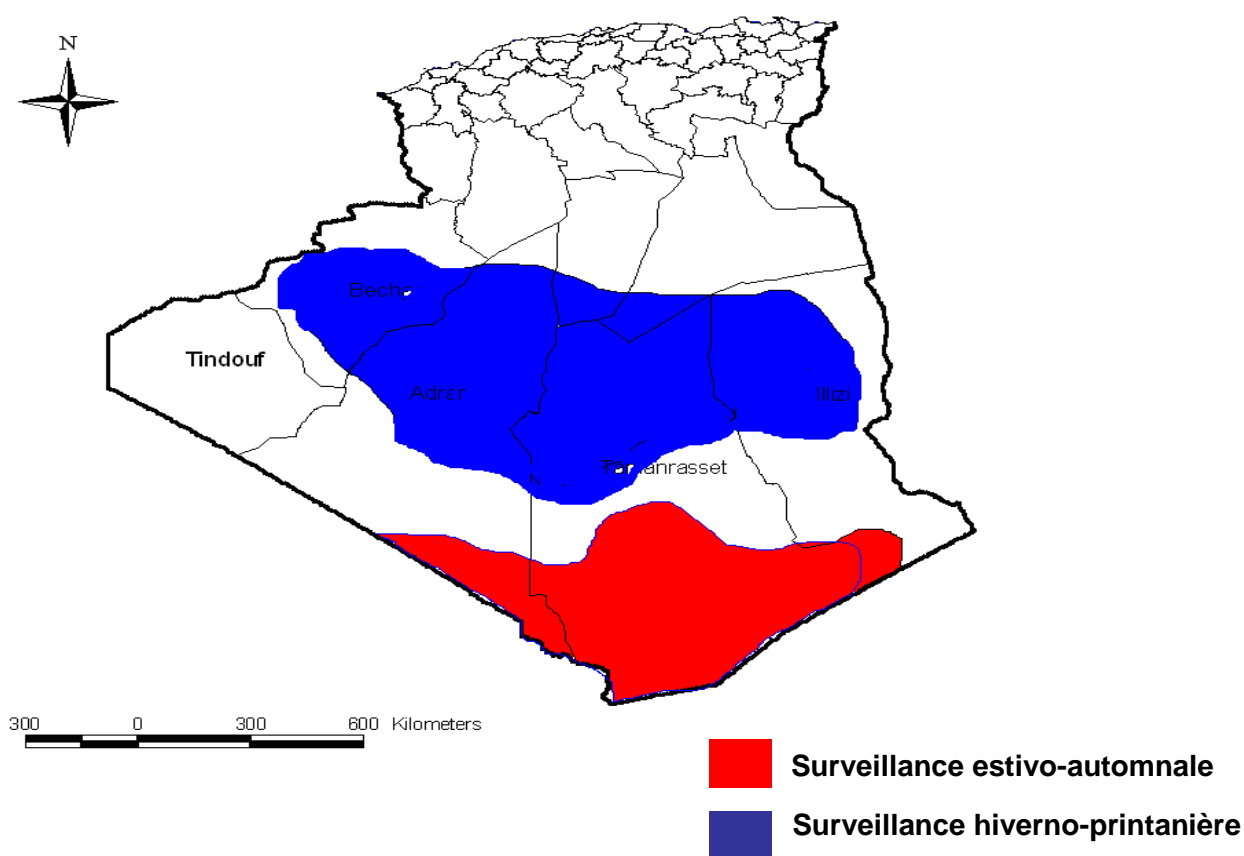 N
Bechar
Tindouf
Adrar
Illizi
Tamanrasset
300 0 300 600 Kilometers
Surveillance estivo-automnale
Surveillance hiverno-printanière